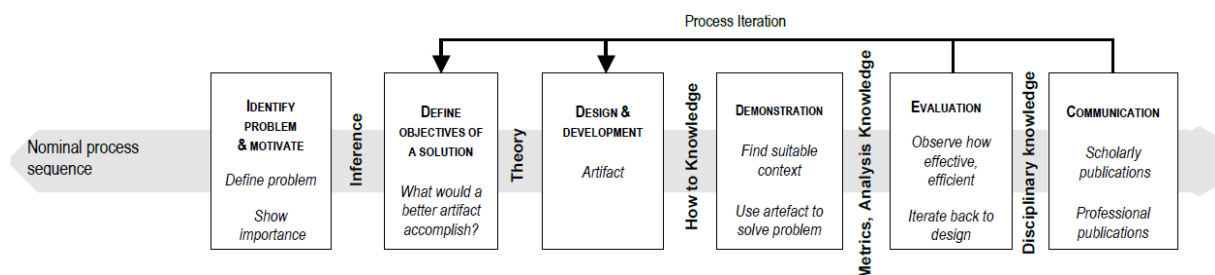 Process Iteration
Nominal process
sequence
IDENTIFY
PROBLEM
& MOTIVATE
Define problem
Show
importance
Inference
DEFINE
OBJECTIVES OF
A SOLUTION
What would a
better artifact
accomplish?
Theory
DESIGN &
DEVELOPMENT
Artifact
How to Knowledge
DEMONSTRATION
Find suitable
context
Use artefact to
solve problem
Metrics, Analysis Knowledge
EVALUATION
Observe how
effective,
efficient
Iterate back to
design
Disciplinary knowledge
COMMUNICATION
Scholarly
publications
Professional
publications